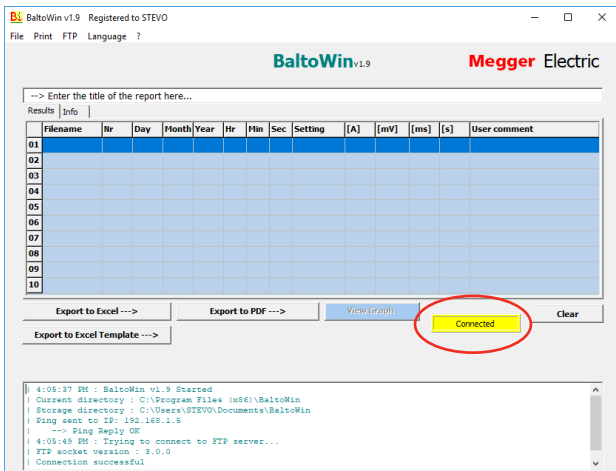 BaltoWin v1.9 Registered to STEVO
File Print FTP Language ?
BaltoWin v1.9 Megger Electric
--> Enter the title of the report here...
Results Info
Filename Nr Day Month Year Hr Min Sec Setting [A] [mV] [ms] [s] User comment
01
02
03
04
05
06
07
08
09
10
Export to Excel ---> Export to PDF ---> View Graph Connected Clear
Export to Excel Template --->
| 4:05:37 PM : BaltoWin v1.9 Started
| Current directory : C:\Program Files (x86)\BaltoWin
| Storage directory : C:\Users\STEVO\Documents\BaltoWin
| Ping sent to IP: 192.168.1.5
| --> Ping Reply OK
| 4:05:49 PM : Trying to connect to FTP server...
| FTP socket version : 3.0.0
| Connection successful